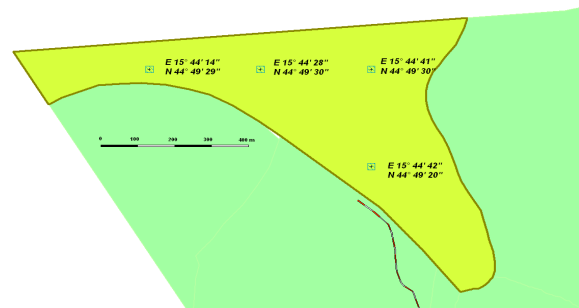 E 15° 44' 14"
N 44° 49' 29"
E 15° 44' 28"
N 44° 49' 30"
E 15° 44' 41"
N 44° 49' 30"
0 100 200 300 400 m
E 15° 44' 42"
N 44° 49' 20"